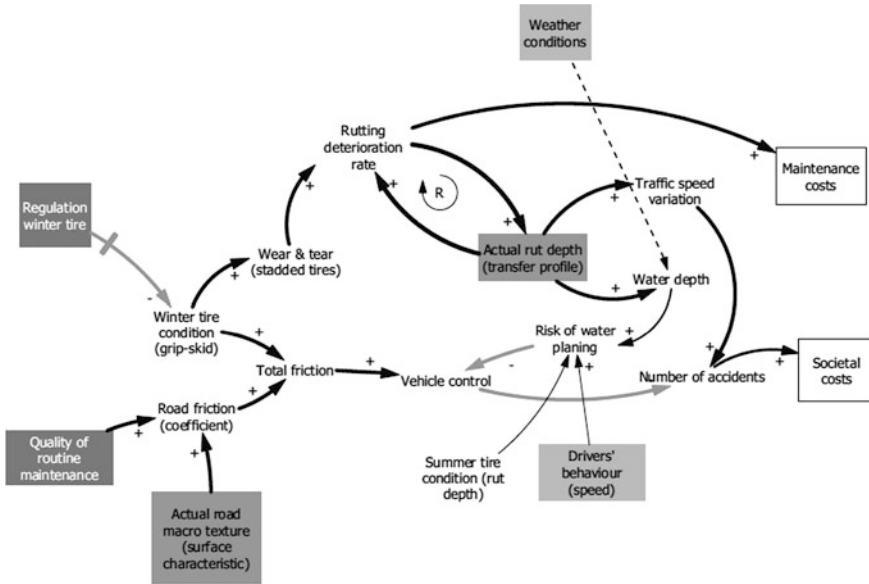 Weather
conditions
Rutting
deterioration
rate
+
Maintenance
costs
+
+
R
+
Traffic speed
variation
+
Regulation
winter tire
+
Actual rut depth
(transfer profile)
Wear & tear
(stadded tires)
+
+
Water depth
-
Winter tire
condition
(grip-skid)
+
Risk of water
planing
+
+
+
Societal
costs
Total friction
+
-
+
Vehicle control
Number of accidents
+
Road friction
(coefficient)
+
Quality of
routine
maintenance
+
Summer tire
condition (rut
depth)
Drivers'
behaviour
(speed)
Actual road
macro texture
(surface
characteristic)